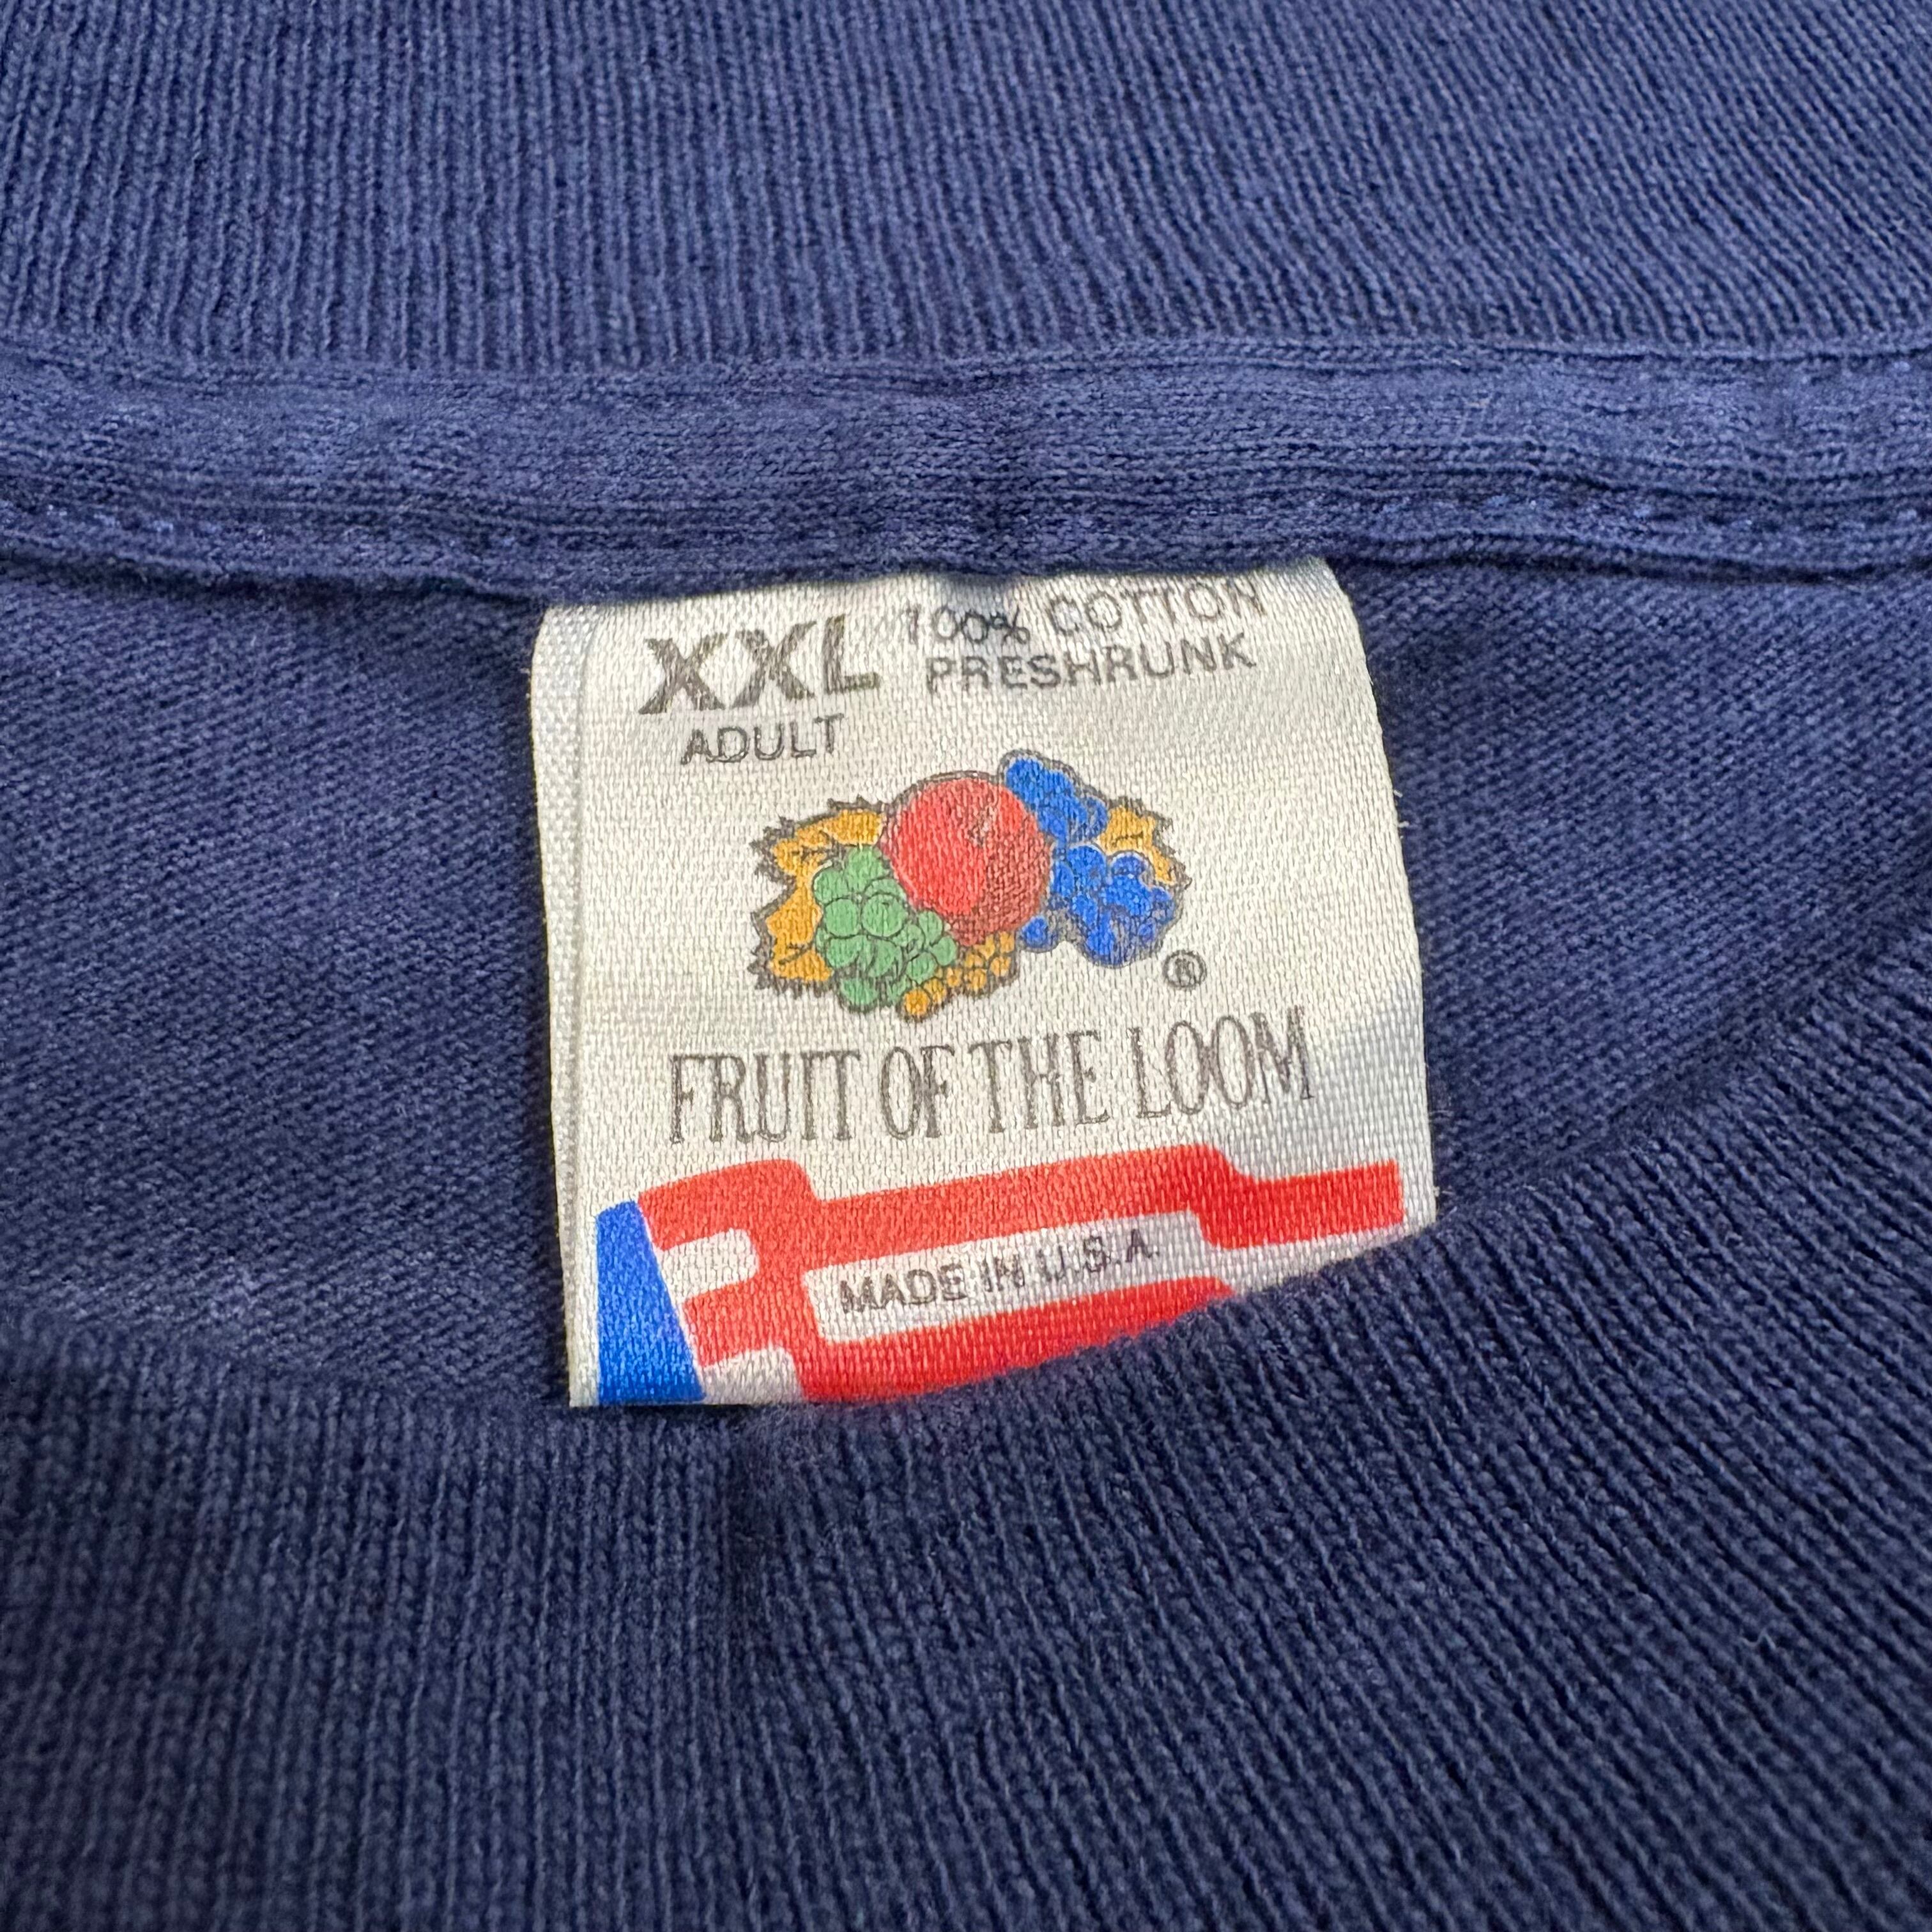 XXL 100% COTTON
ADULT PRESHRUNK
®
FRUIT OF THE LOOM
MADE IN U.S.A.